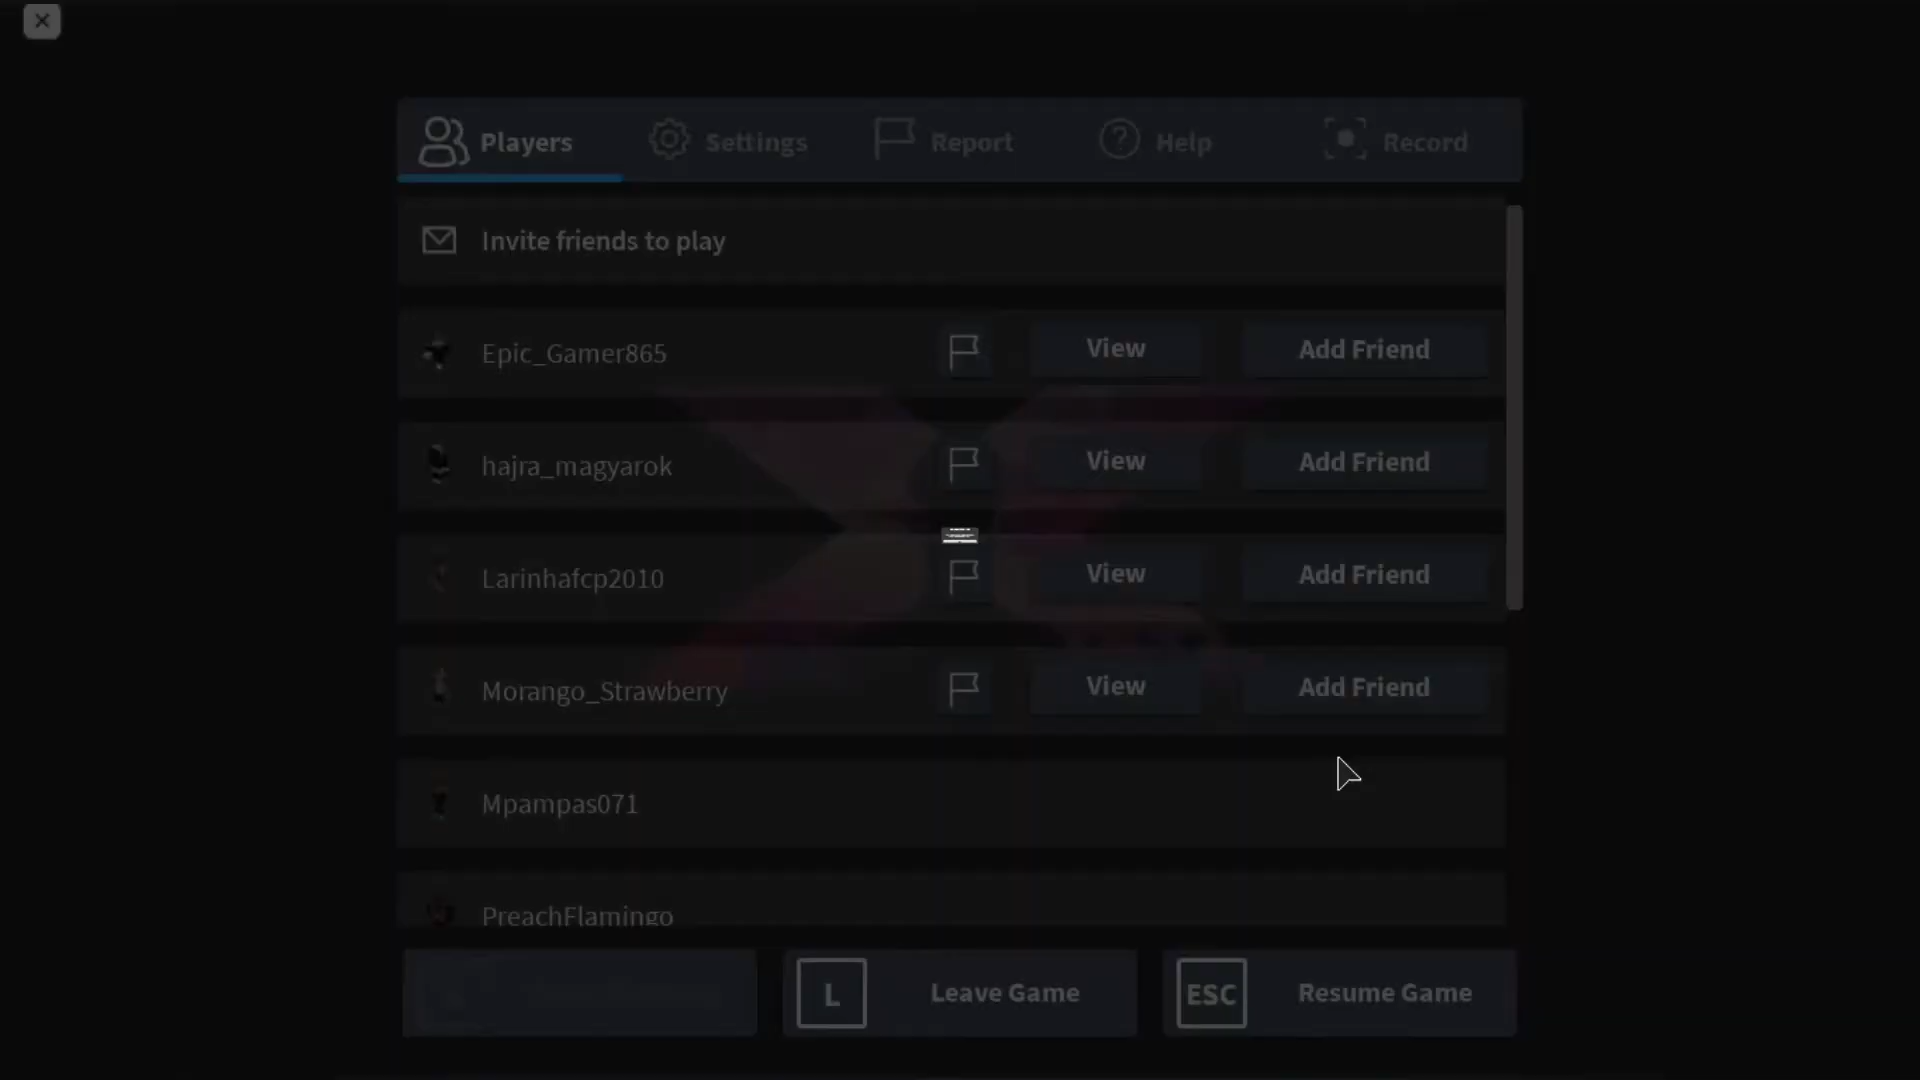 Players Settings Report Help Record
Invite friends to play
Epic_Gamer865 View Add Friend
hajra_magyarok View Add Friend
Larinhafcp2010 View Add Friend
Morango_Strawberry View Add Friend
Mpampas071
PreachFlamingo
L Leave Game ESC Resume Game